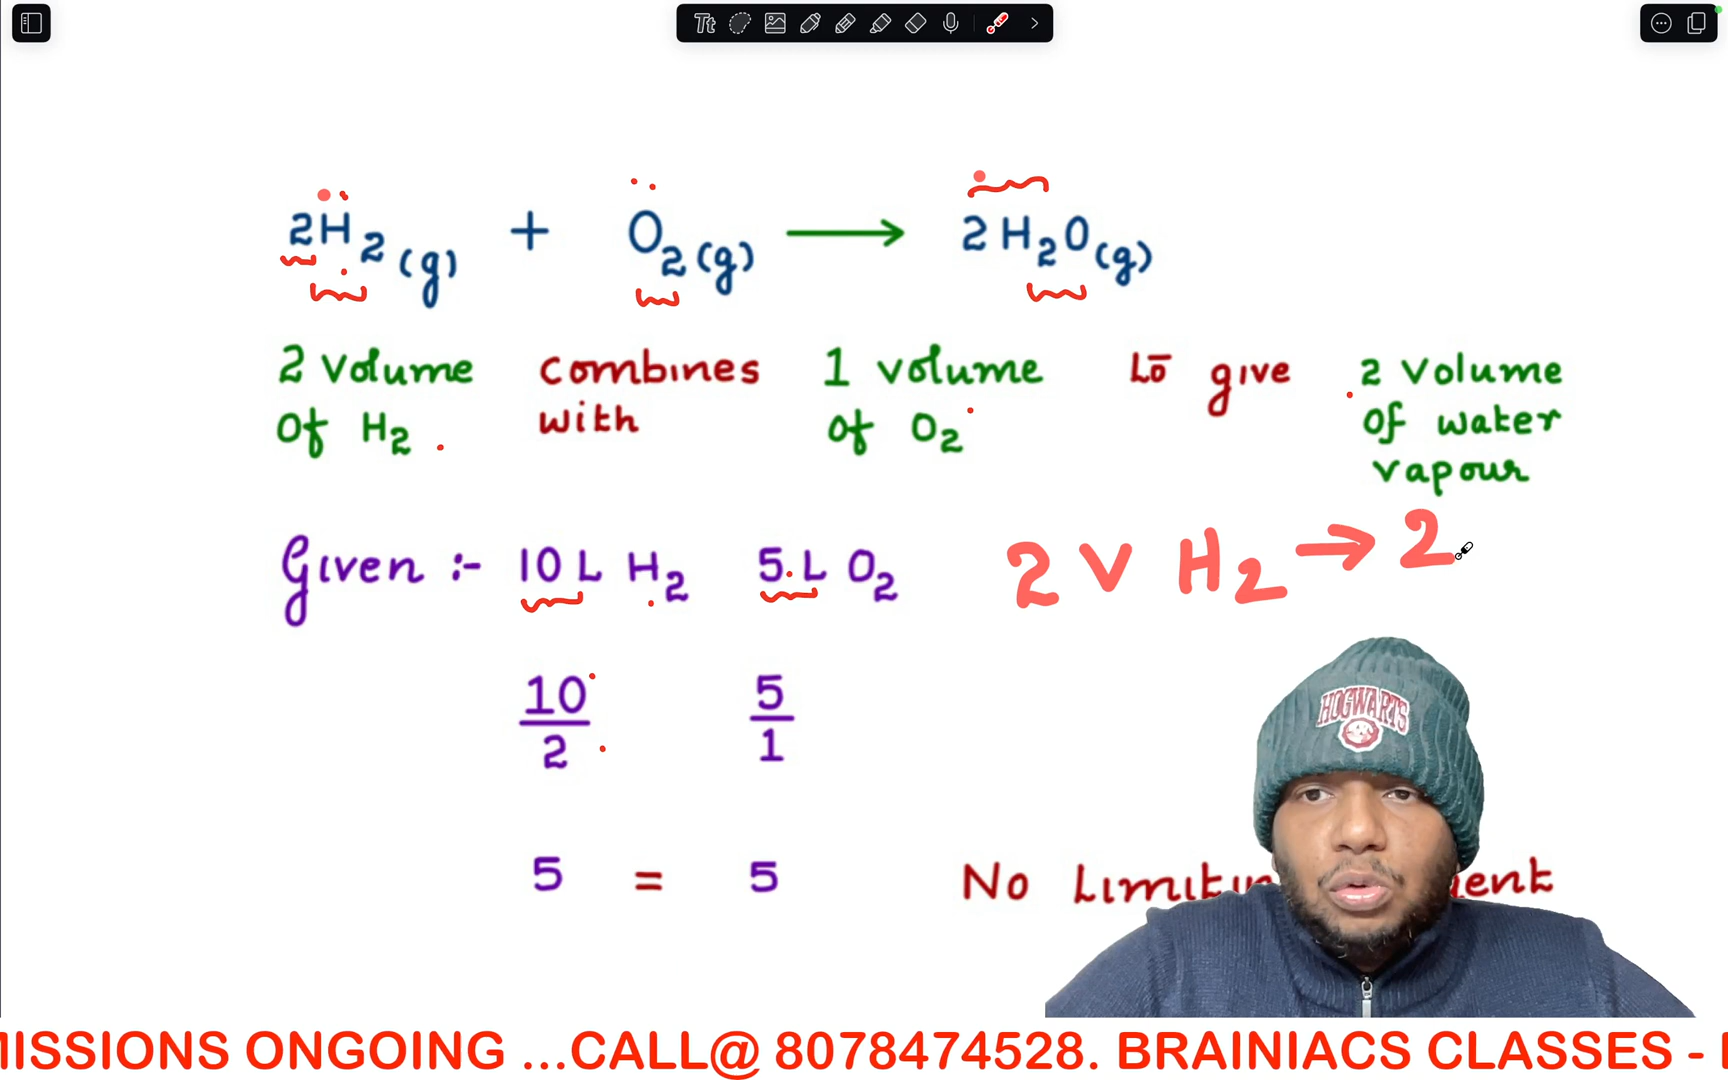 2H2(g) + O2(g) → 2H2O(g)
2 Volume combines 1 volume to give 2 Volume
of H2 with of O2 of water
vapour
Given :- 10 L H2 5 L O2 2 V H2 → 2
10/2 5/1
HOGWARTS
5 = 5 No
ADMISSIONS ONGOING ...CALL@ 8078474528. BRAINIACS CLASSES -